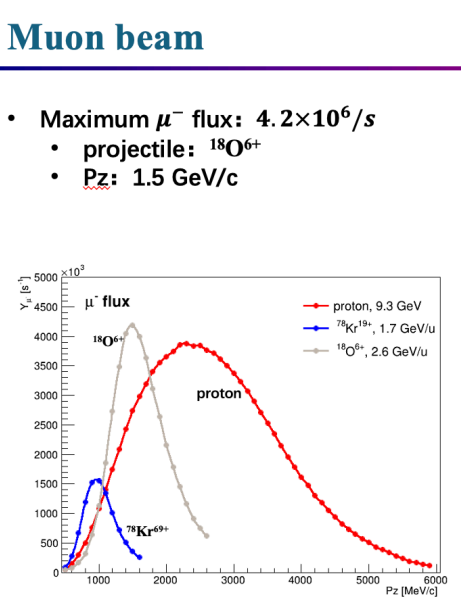 Muon beam
• Maximum μ⁻ flux： 4.2×10⁶/s
• projectile： ¹⁸O⁶⁺
• Pz： 1.5 GeV/c
×10³
Y_μ⁻ [s⁻¹]
5000
4500
4000
3500
3000
2500
2000
1500
1000
500
0
μ⁻ flux
¹⁸O⁶⁺
proton
⁷⁸Kr⁶⁹⁺
proton, 9.3 GeV
⁷⁸Kr¹⁹⁺, 1.7 GeV/u
¹⁸O⁶⁺, 2.6 GeV/u
1000 2000 3000 4000 5000 6000
Pz [MeV/c]